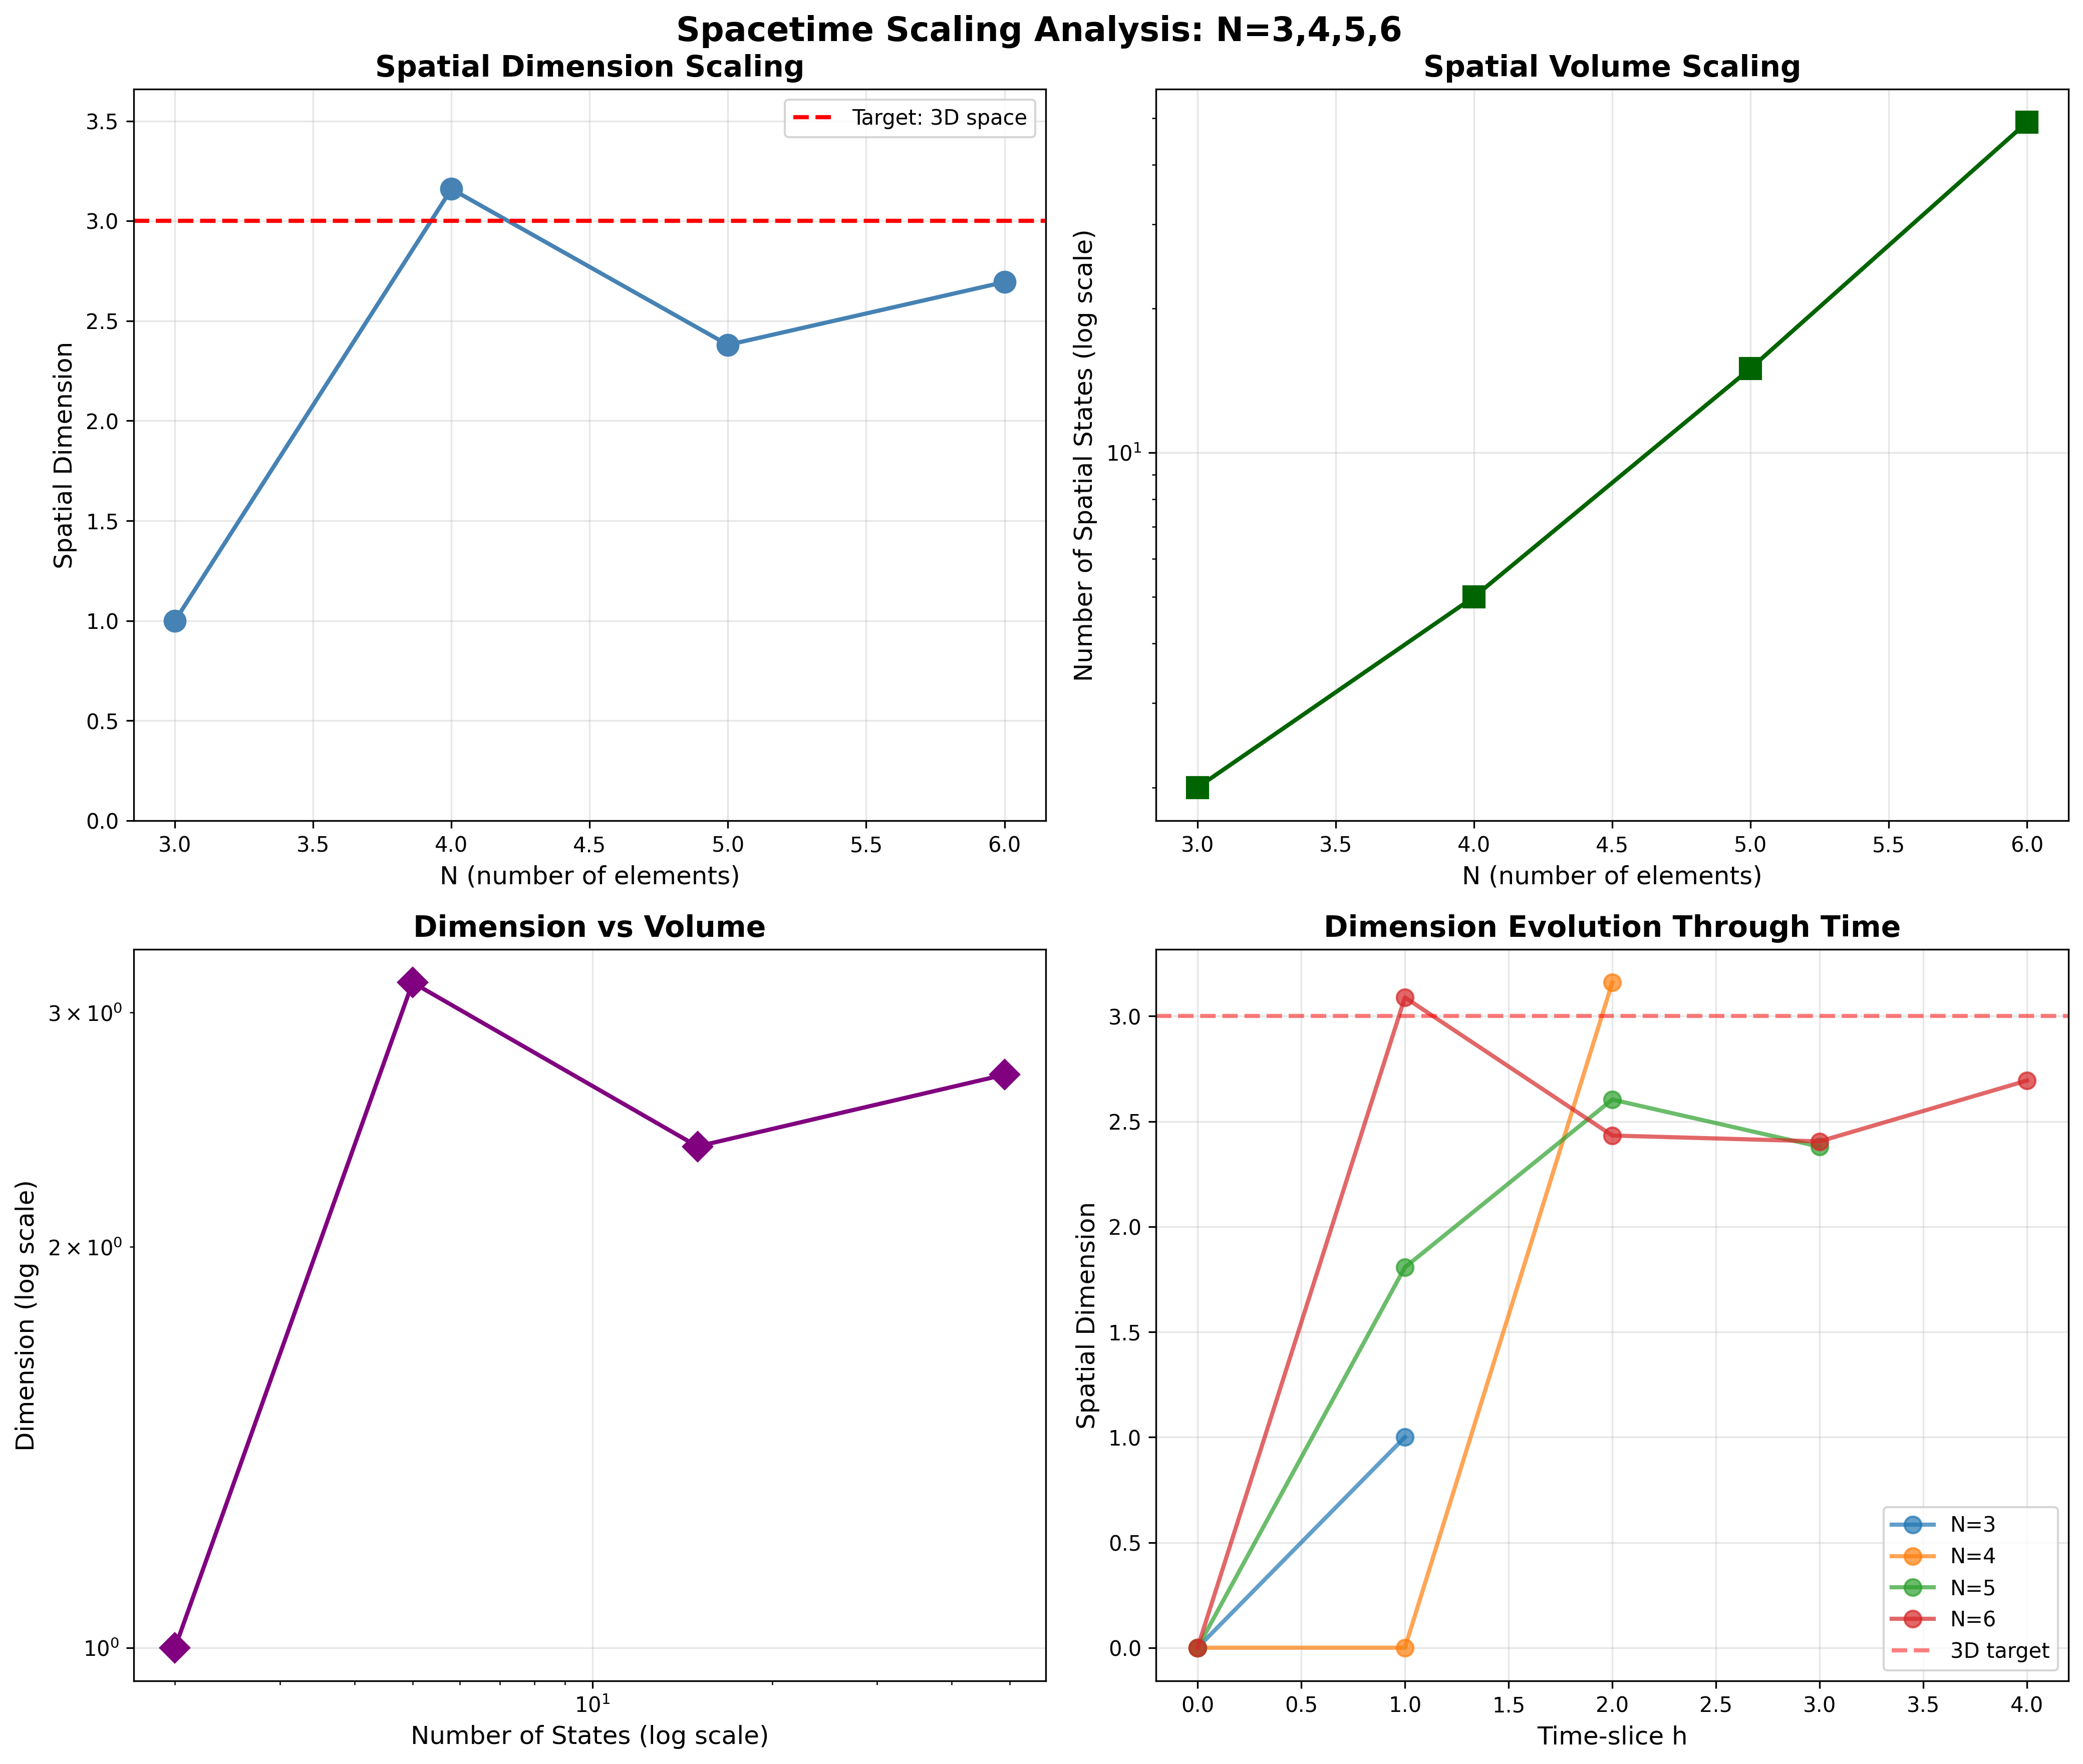 Spacetime Scaling Analysis: N=3,4,5,6
Spatial Dimension Scaling
3.5
3.0
2.5
2.0
1.5
1.0
0.5
0.0
Spatial Dimension
Target: 3D space
3.0 3.5 4.0 4.5 5.0 5.5 6.0
N (number of elements)
Spatial Volume Scaling
Number of Spatial States (log scale)
10¹
3.0 3.5 4.0 4.5 5.0 5.5 6.0
N (number of elements)
Dimension vs Volume
Dimension (log scale)
3 × 10⁰
2 × 10⁰
10⁰
10¹
Number of States (log scale)
Dimension Evolution Through Time
Spatial Dimension
3.0
2.5
2.0
1.5
1.0
0.5
0.0
N=3
N=4
N=5
N=6
3D target
0.0 0.5 1.0 1.5 2.0 2.5 3.0 3.5 4.0
Time-slice h